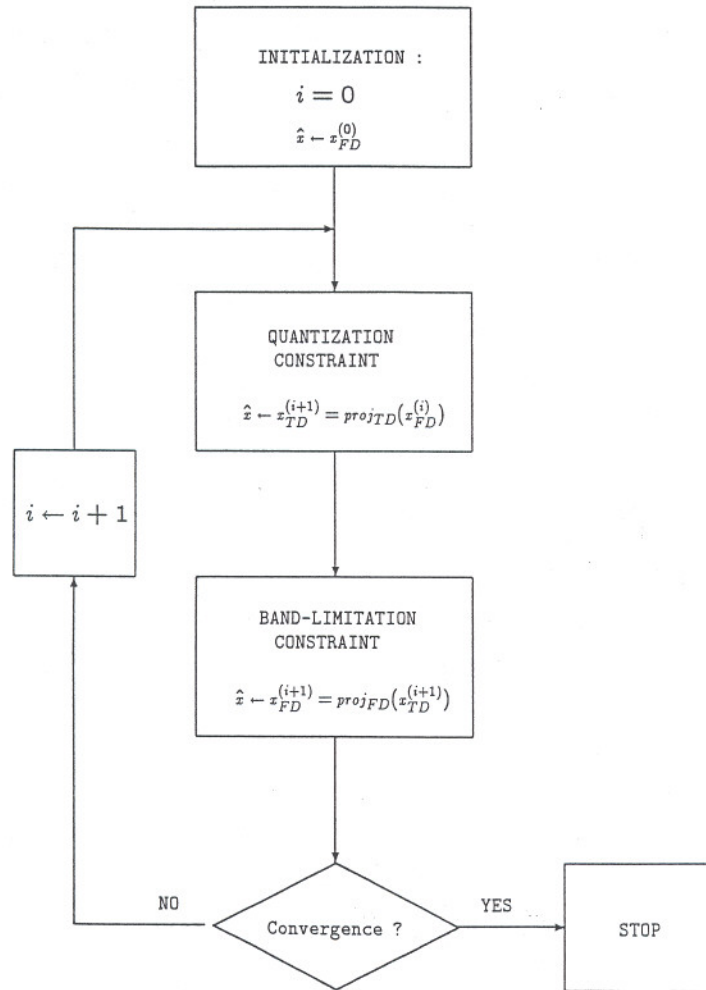 INITIALIZATION :
i = 0
x̂ ← x_{FD}^{(0)}
QUANTIZATION
CONSTRAINT
x̂ ← x_{TD}^{(i+1)} = proj_{TD}(x_{FD}^{(i)})
i ← i + 1
BAND-LIMITATION
CONSTRAINT
x̂ ← x_{FD}^{(i+1)} = proj_{FD}(x_{TD}^{(i+1)})
NO
Convergence ?
YES
STOP